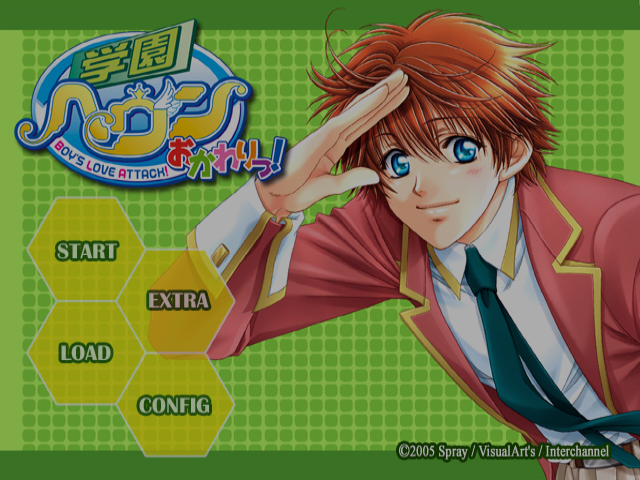 学園
ヘヴン
BOY'S LOVE ATTACK!
おかわりっ!
START
EXTRA
LOAD
CONFIG
©2005 Spray / VisualArt's / Interchannel